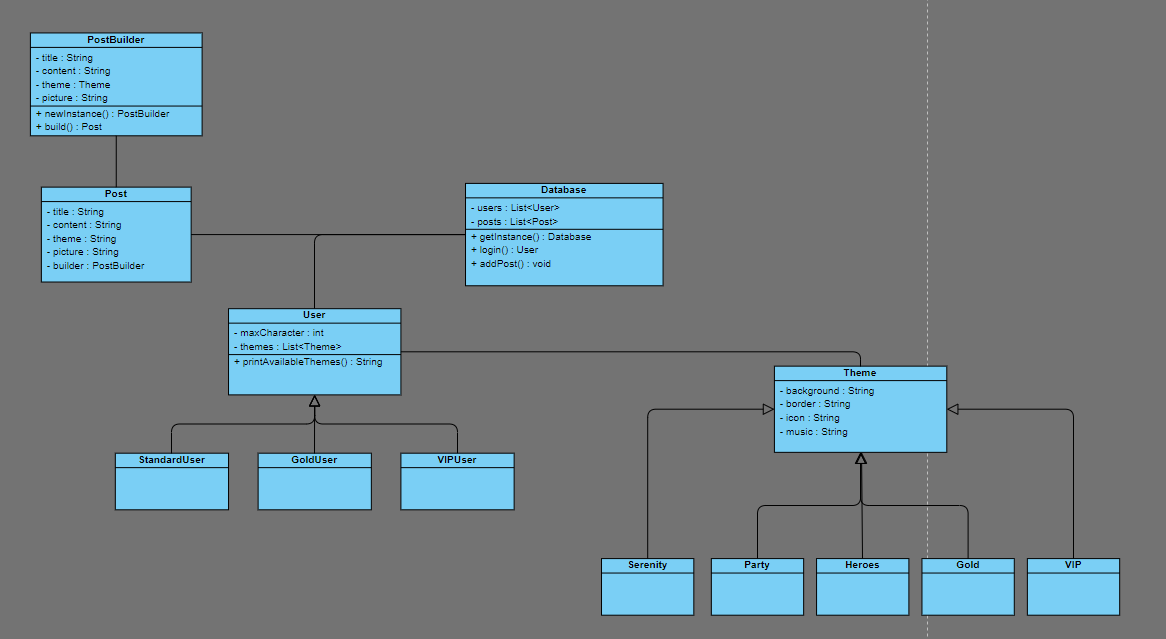 PostBuilder
- title : String
- content : String
- theme : Theme
- picture : String
+ newInstance() : PostBuilder
+ build() : Post
Post
- title : String
- content : String
- theme : String
- picture : String
- builder : PostBuilder
Database
- users : List<User>
- posts : List<Post>
+ getInstance() : Database
+ login() : User
+ addPost() : void
User
- maxCharacter : int
- themes : List<Theme>
+ printAvailableThemes() : String
Theme
- background : String
- border : String
- icon : String
- music : String
StandardUser
GoldUser
VIPUser
Serenity
Party
Heroes
Gold
VIP